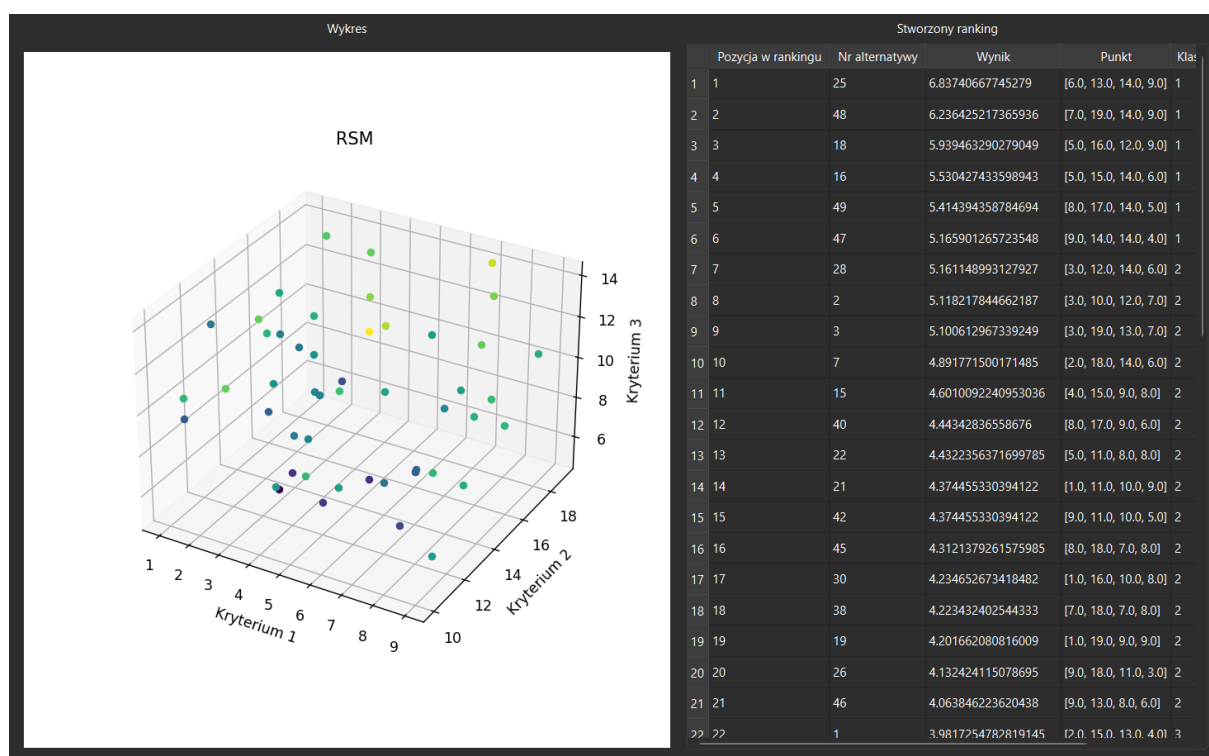 Wykres
RSM
14
12
10
8
6
Kryterium 3
18
16
14
12
10
Kryterium 2
1 2 3 4 5 6 7 8 9
Kryterium 1
Stworzony ranking
Pozycja w rankingu Nr alternatywy Wynik Punkt Klas
1 1 25 6.83740667745279 [6.0, 13.0, 14.0, 9.0] 1
2 2 48 6.236425217365936 [7.0, 19.0, 14.0, 9.0] 1
3 3 18 5.939463290279049 [5.0, 16.0, 12.0, 9.0] 1
4 4 16 5.530427433598943 [5.0, 15.0, 14.0, 6.0] 1
5 5 49 5.414394358784694 [8.0, 17.0, 14.0, 5.0] 1
6 6 47 5.165901265723548 [9.0, 14.0, 14.0, 4.0] 1
7 7 28 5.161148993127927 [3.0, 12.0, 14.0, 6.0] 2
8 8 2 5.118217844662187 [3.0, 10.0, 12.0, 7.0] 2
9 9 3 5.100612967339249 [3.0, 19.0, 13.0, 7.0] 2
10 10 7 4.891771500171485 [2.0, 18.0, 14.0, 6.0] 2
11 11 15 4.6010092240953036 [4.0, 15.0, 9.0, 8.0] 2
12 12 40 4.44342836558676 [8.0, 17.0, 9.0, 6.0] 2
13 13 22 4.4322356371699785 [5.0, 11.0, 8.0, 8.0] 2
14 14 21 4.374455330394122 [1.0, 11.0, 10.0, 9.0] 2
15 15 42 4.374455330394122 [9.0, 11.0, 10.0, 5.0] 2
16 16 45 4.3121379261575985 [8.0, 18.0, 7.0, 8.0] 2
17 17 30 4.234652673418482 [1.0, 16.0, 10.0, 8.0] 2
18 18 38 4.223432402544333 [7.0, 18.0, 7.0, 8.0] 2
19 19 19 4.201662080816009 [1.0, 19.0, 9.0, 9.0] 2
20 20 26 4.132424115078695 [9.0, 18.0, 11.0, 3.0] 2
21 21 46 4.063846223620438 [9.0, 13.0, 8.0, 6.0] 2
22 22 1 3.9817254782819145 [2.0, 15.0, 13.0, 4.0] 3